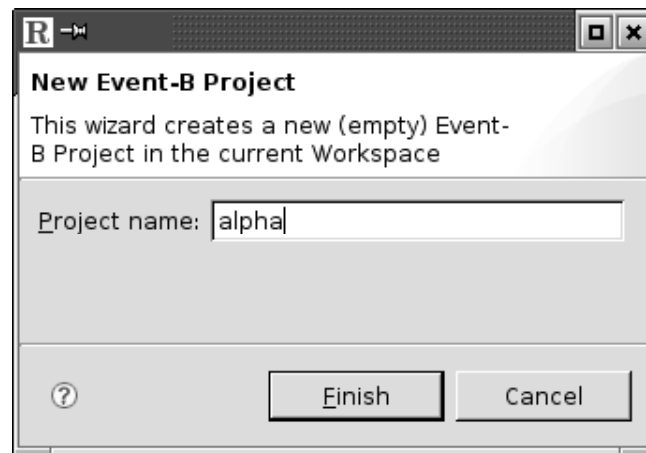 R
New Event-B Project
This wizard creates a new (empty) Event-
B Project in the current Workspace
Project name: alpha
?
Finish Cancel